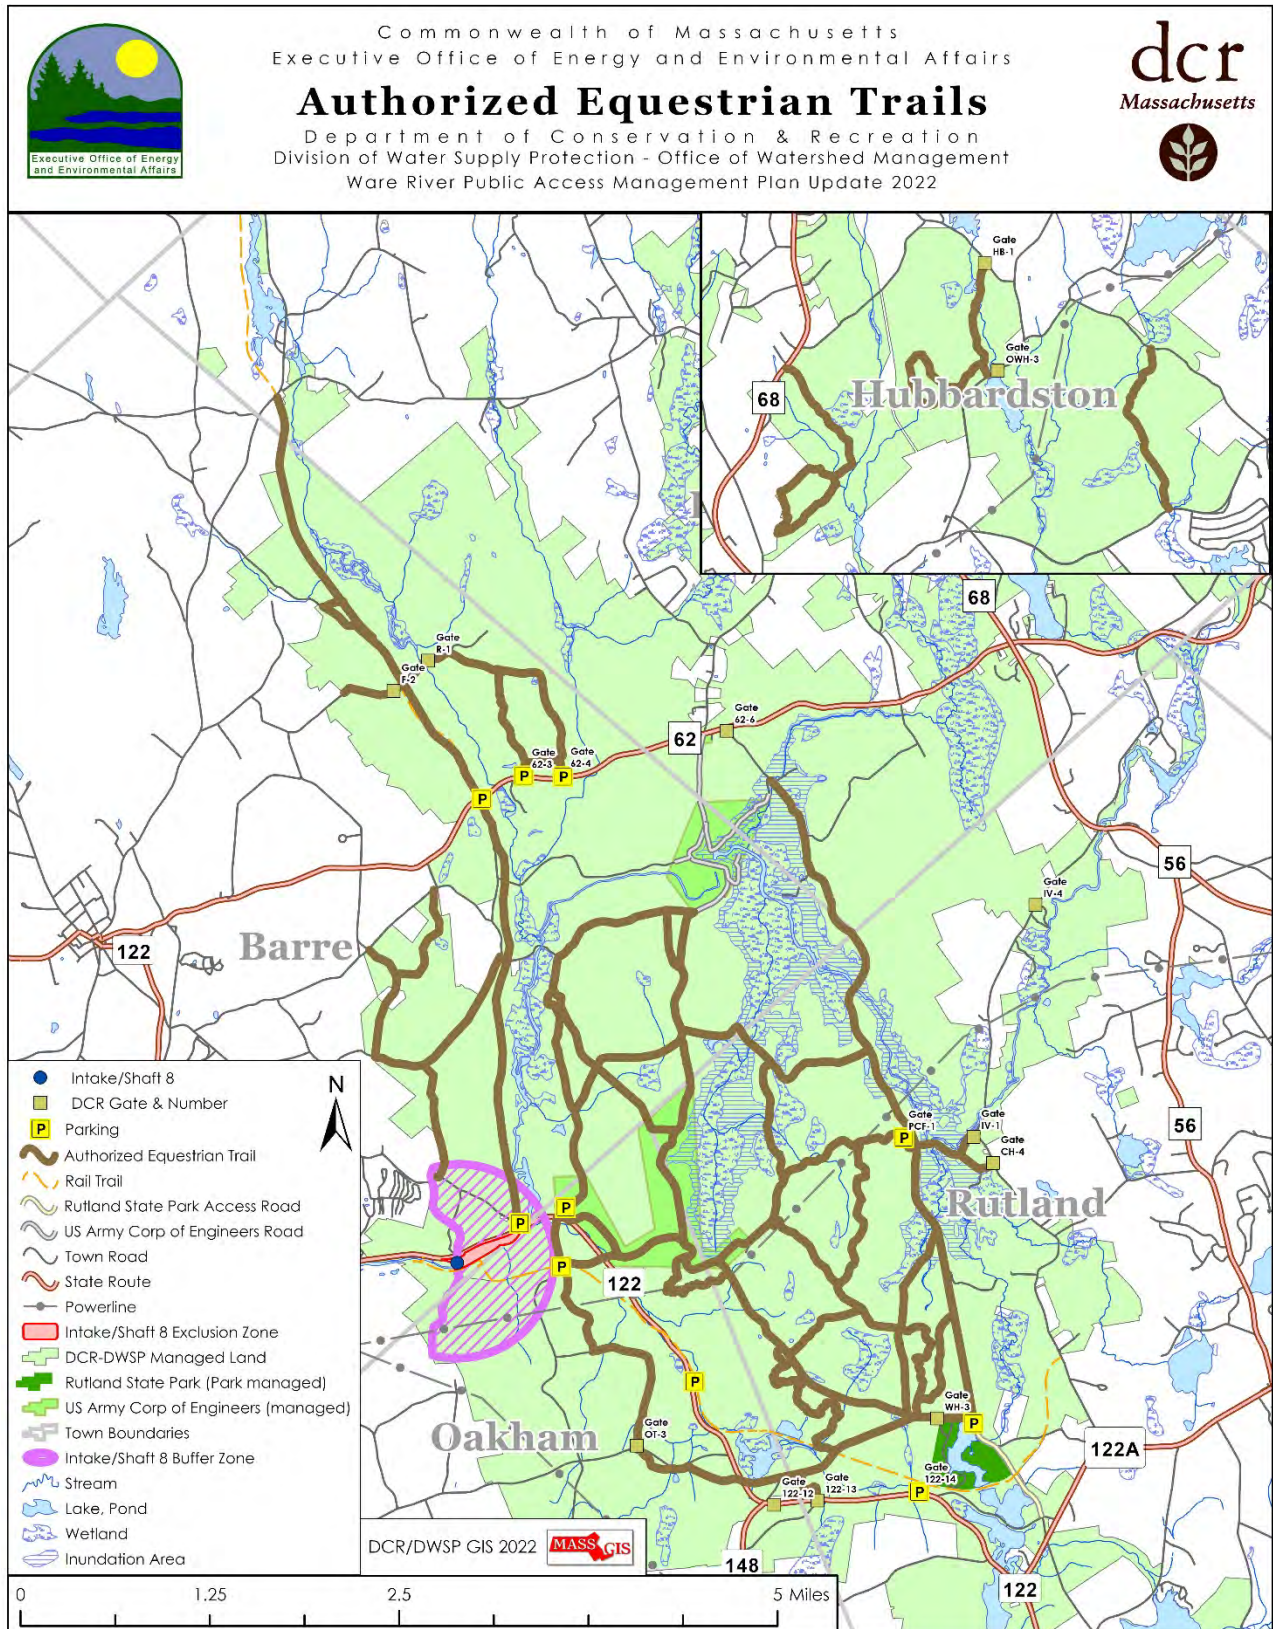 Commonwealth of Massachusetts
Executive Office of Energy and Environmental Affairs
Authorized Equestrian Trails
Department of Conservation & Recreation
Division of Water Supply Protection - Office of Watershed Management
Ware River Public Access Management Plan Update 2022
Executive Office of Energy
and Environmental Affairs
dcr
Massachusetts
Gate
HB-1
Gate
OWH-3
68
Hubbardston
68
Gate
R-1
Gate
F-2
Gate
62-6
62
Gate
62-3
Gate
62-4
P
P
P
56
Gate
IV-4
122
Barre
Gate
PCF-1
P
Gate
IV-1
Gate
CH-4
56
Rutland
P
P
P
122
P
Oakham
Gate
OT-3
Gate
WH-3
P
122A
Gate
122-14
Gate
122-12
Gate
122-13
P
148
122
Intake/Shaft 8
DCR Gate & Number
P Parking
Authorized Equestrian Trail
Rail Trail
Rutland State Park Access Road
US Army Corp of Engineers Road
Town Road
State Route
Powerline
Intake/Shaft 8 Exclusion Zone
DCR-DWSP Managed Land
Rutland State Park (Park managed)
US Army Corp of Engineers (managed)
Town Boundaries
Intake/Shaft 8 Buffer Zone
Stream
Lake, Pond
Wetland
Inundation Area
N
DCR/DWSP GIS 2022
MASS GIS
0 1.25 2.5 5 Miles